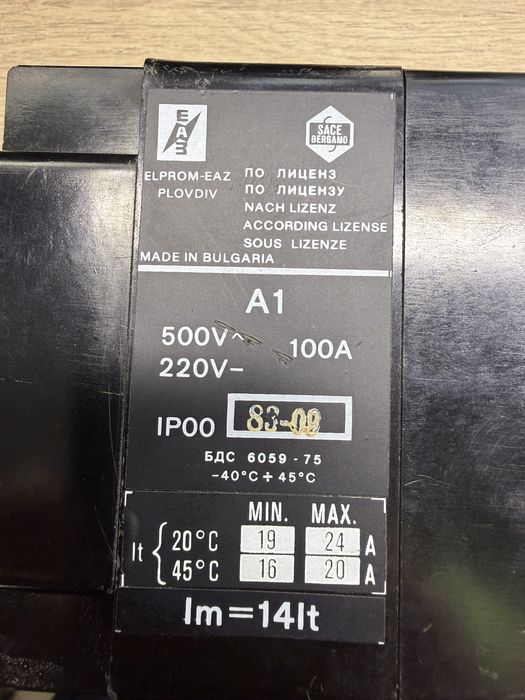 EAZ
SACE
BERGAMO
ELPROM-EAZ
PLOVDIV
ПО ЛИЦЕНЗ
ПО ЛИЦЕНЗУ
NACH LIZENZ
ACCORDING LIZENSE
SOUS LIZENZE
MADE IN BULGARIA
A1
500V~ 100A
220V-
IP00 83-09
БДС 6059-75
-40°C ÷ 45°C
MIN. MAX.
It { 20°C 19 24 A
45°C 16 20 A
Im=14It